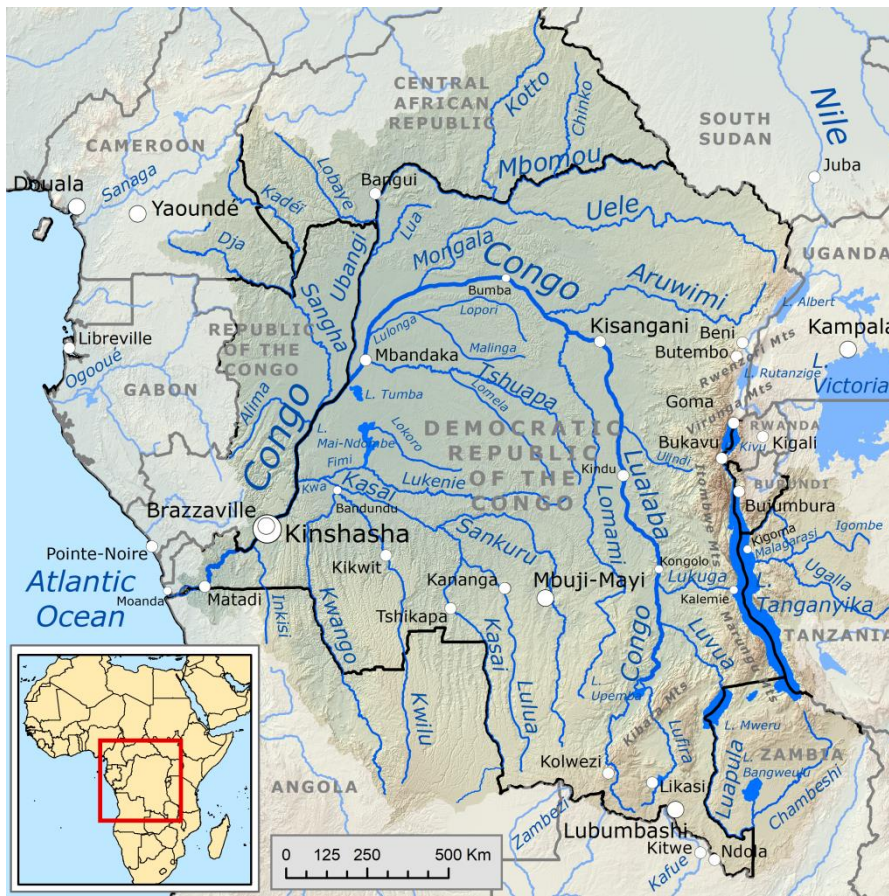 CENTRAL
AFRICAN
REPUBLIC
Kotto
Chinko
SOUTH
SUDAN
Nile
CAMEROON
Mbomou
Douala
Sanaga
Yaoundé
Kadéï
Lobaye
Bangui
Juba
Dja
Sangha
Ubangi
Lua
Mongala
Uele
UGANDA
Congo
Aruwimi
Bumba
L. Albert
Libreville
Ogooué
REPUBLIC
OF THE
CONGO
Lulonga
Lopori
Malinga
Kisangani
Beni
Butembo
Kampala
Rwenzori Mts
L. Rutanzige
L.
Victoria
GABON
Alima
Mbandaka
Tshuapa
Lomela
L. Tumba
Goma
Virunga Mts
RWANDA
Kigali
Kivu
Bukavu
Congo
L.
Mai-Ndombe
Fimi
Lokoro
DEMOCRATIC
REPUBLIC
OF THE
CONGO
Kindu
Ulindi
Lualaba
Lomami
Itombwe Mts
BURUNDI
Bujumbura
Kwa
Kasai
Lukenie
Bandundu
Brazzaville
Kinshasha
Sankuru
Kigoma
Malagarasi
Igombe
Ugalla
Pointe-Noire
Atlantic
Ocean
Moanda
Matadi
Inkisi
Kikwit
Kananga
Mbuji-Mayi
Tshikapa
Kongolo
Lukuga
Kalemie
L.
Tanganyika
TANZANIA
Marungu Mts
Kwango
Kwilu
Kasai
Lulua
Congo
L.
Upemba
Luvua
Kibara Mts
Lufira
L. Mweru
ZAMBIA
L.
Bangweulu
Luapula
Chambeshi
ANGOLA
Kolwezi
Likasi
Zambezi
Lubumbashi
Kitwe
Ndola
Kafue
0 125 250 500 Km